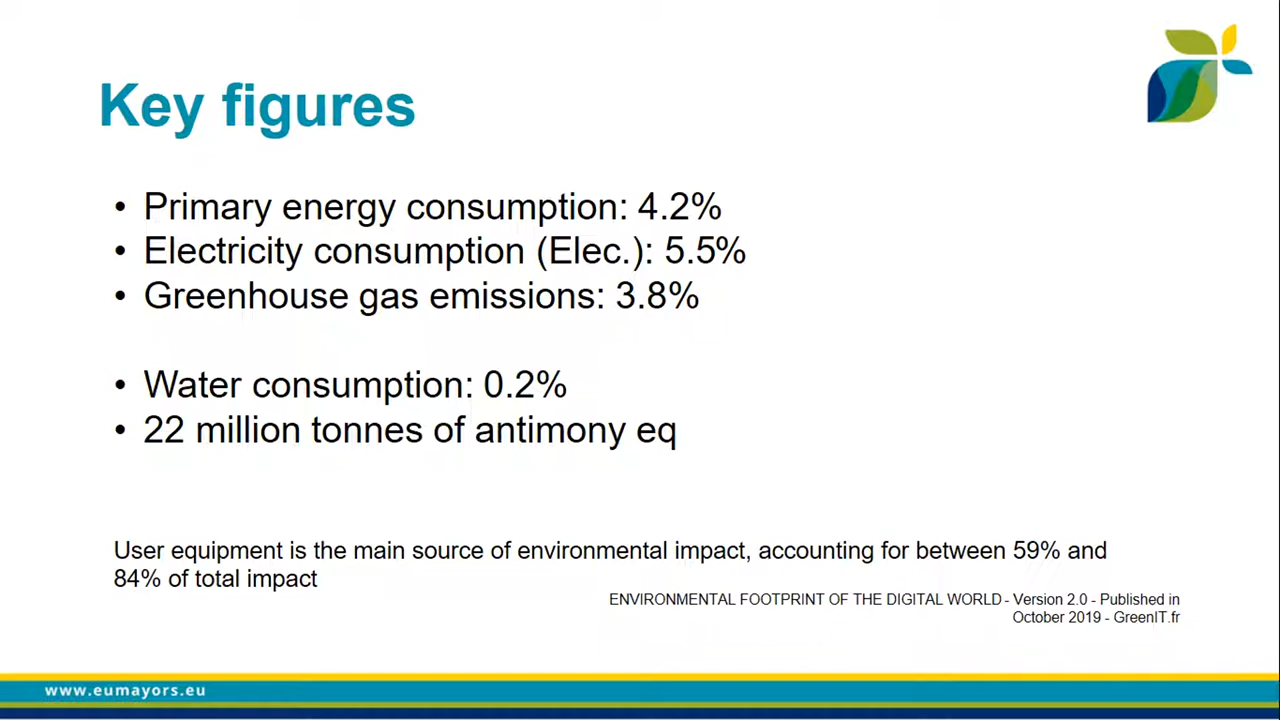 Key figures
• Primary energy consumption: 4.2%
• Electricity consumption (Elec.): 5.5%
• Greenhouse gas emissions: 3.8%
• Water consumption: 0.2%
• 22 million tonnes of antimony eq
User equipment is the main source of environmental impact, accounting for between 59% and
84% of total impact
ENVIRONMENTAL FOOTPRINT OF THE DIGITAL WORLD - Version 2.0 - Published in
October 2019 - GreenIT.fr
www.eumayors.eu